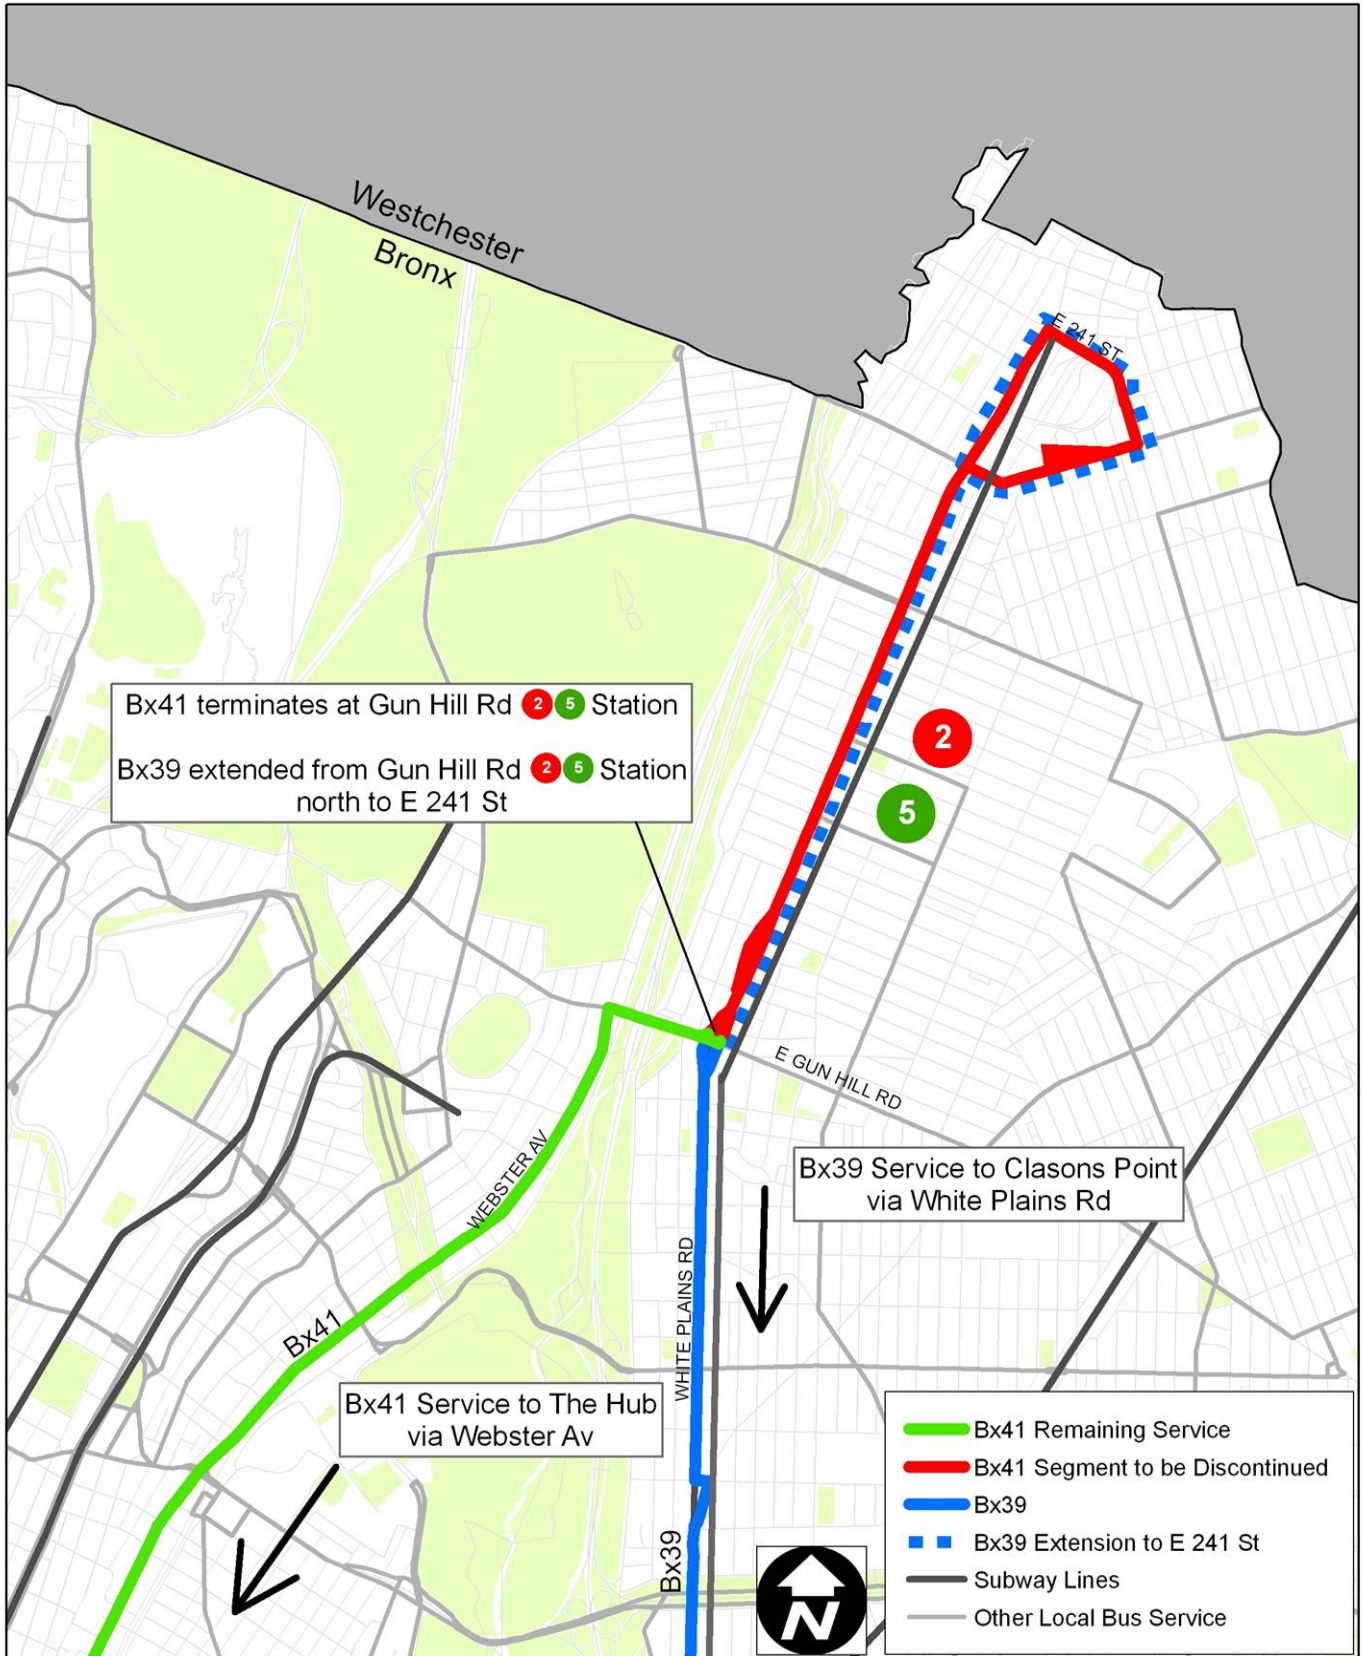 Westchester
Bronx
E 241 ST
Bx41 terminates at Gun Hill Rd 2 5 Station
Bx39 extended from Gun Hill Rd 2 5 Station
north to E 241 St
2
5
E GUN HILL RD
WEBSTER AV
Bx39 Service to Clasons Point
via White Plains Rd
WHITE PLAINS RD
Bx41
Bx41 Service to The Hub
via Webster Av
Bx39
N
Bx41 Remaining Service
Bx41 Segment to be Discontinued
Bx39
Bx39 Extension to E 241 St
Subway Lines
Other Local Bus Service